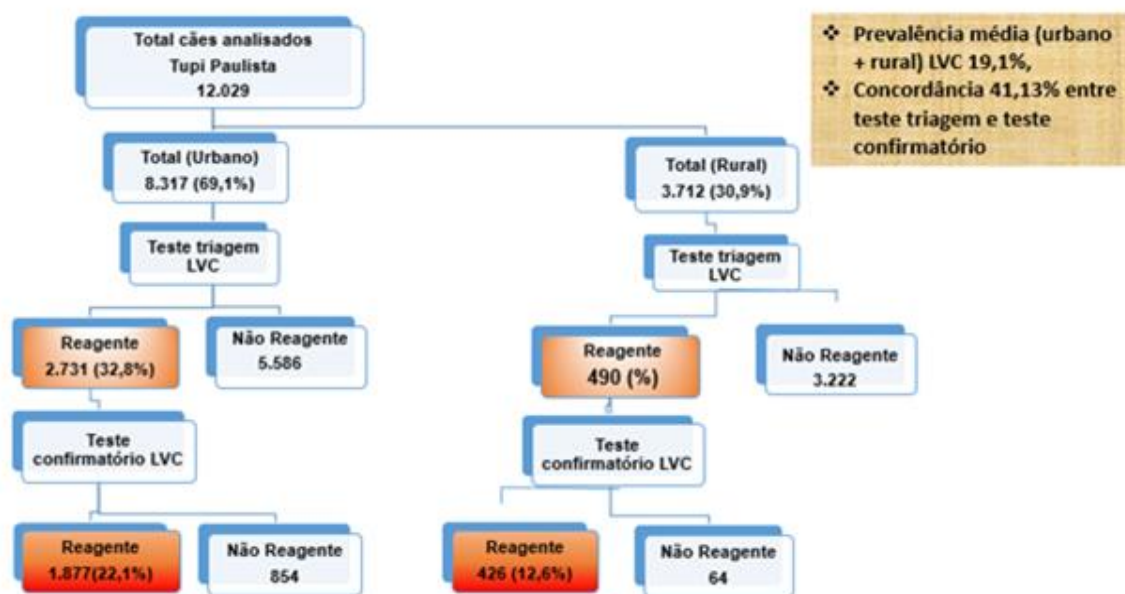 Total cães analisados
Tupi Paulista
12.029
❖ Prevalência média (urbano
+ rural) LVC 19,1%,
❖ Concordância 41,13% entre
teste triagem e teste
confirmatório
Total (Urbano)
8.317 (69,1%)
Total (Rural)
3.712 (30,9%)
Teste triagem
LVC
Teste triagem
LVC
Reagente
2.731 (32,8%)
Não Reagente
5.586
Reagente
490 (%)
Não Reagente
3.222
Teste
confirmatório LVC
Teste
confirmatório LVC
Reagente
1.877(22,1%)
Não Reagente
854
Reagente
426 (12,6%)
Não Reagente
64